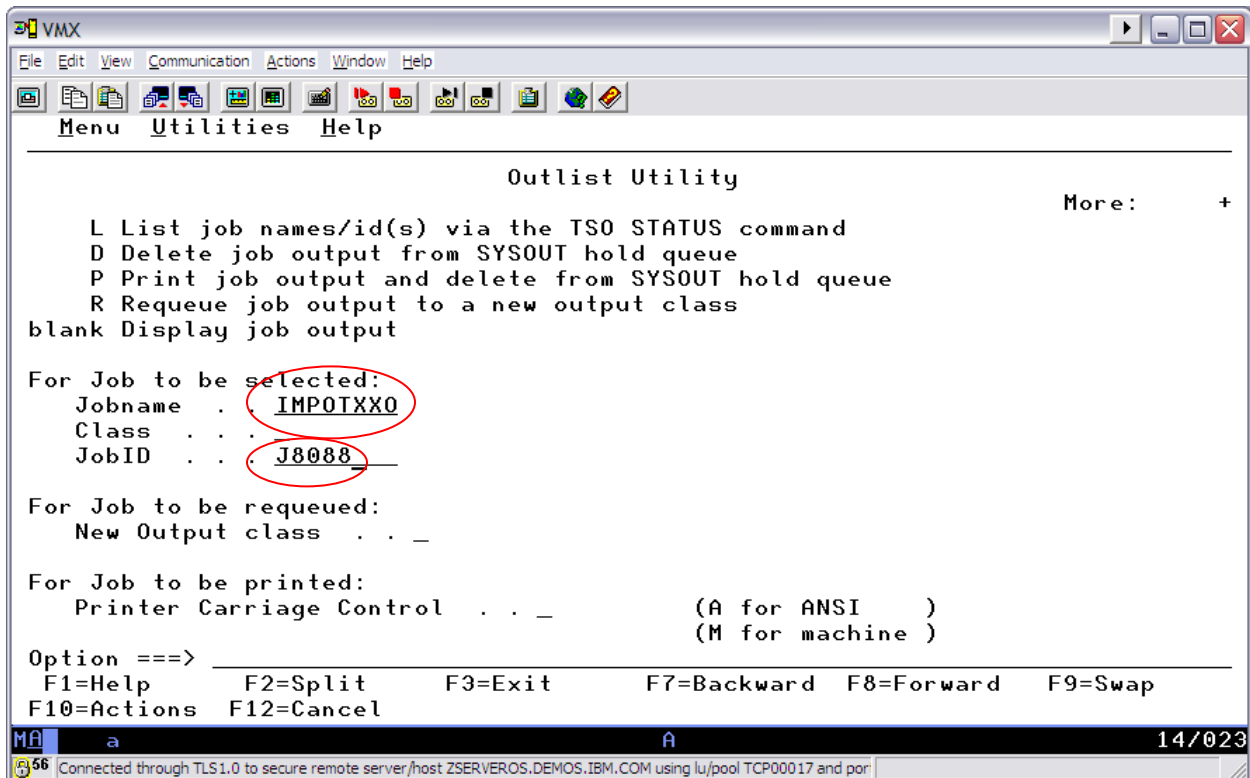 VMX
File Edit View Communication Actions Window Help
Menu Utilities Help
Outlist Utility
More: +
L List job names/id(s) via the TSO STATUS command
D Delete job output from SYSOUT hold queue
P Print job output and delete from SYSOUT hold queue
R Requeue job output to a new output class
blank Display job output
For Job to be selected:
Jobname . . IMPOTXXO
Class . . . _
JobID . . . J8088_
For Job to be requeued:
New Output class . . _
For Job to be printed:
Printer Carriage Control . . _ (A for ANSI )
(M for machine )
Option ===>
F1=Help F2=Split F3=Exit F7=Backward F8=Forward F9=Swap
F10=Actions F12=Cancel
MA a A 14/023
56 Connected through TLS1.0 to secure remote server/host ZSERVEROS.DEMOS.IBM.COM using lu/pool TCP00017 and por